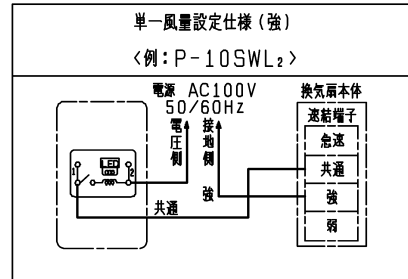 単一風量設定仕様(強)
〈例:P-10SWL₂〉
電源 AC100V
50/60Hz
電圧側
接地側
換気扇本体
速結端子
急速
共通
強
弱
LED
1
2
強
共通